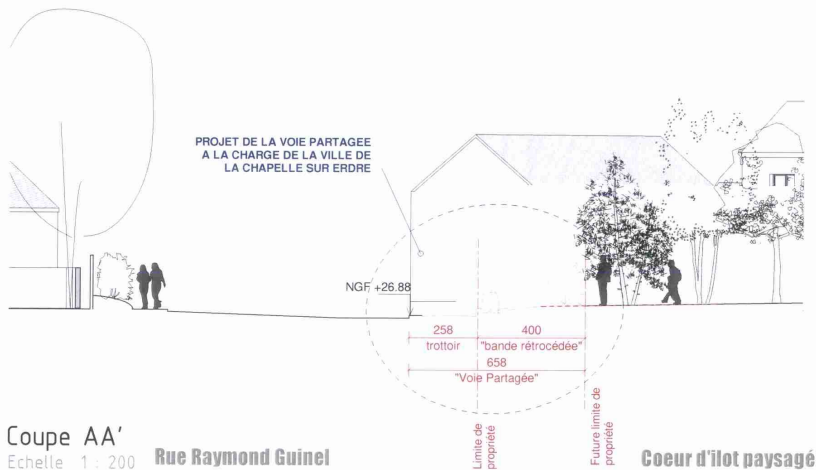 PROJET DE LA VOIE PARTAGEE
A LA CHARGE DE LA VILLE DE
LA CHAPELLE SUR ERDRE
NGF +26.88
258
400
trottoir
"bande rétrocédée"
658
"Voie Partagée"
Limite de
propriété
Future limite de
propriété
Coupe AA'
Echelle 1 : 200
Rue Raymond Guinel
Coeur d'ilot paysagé